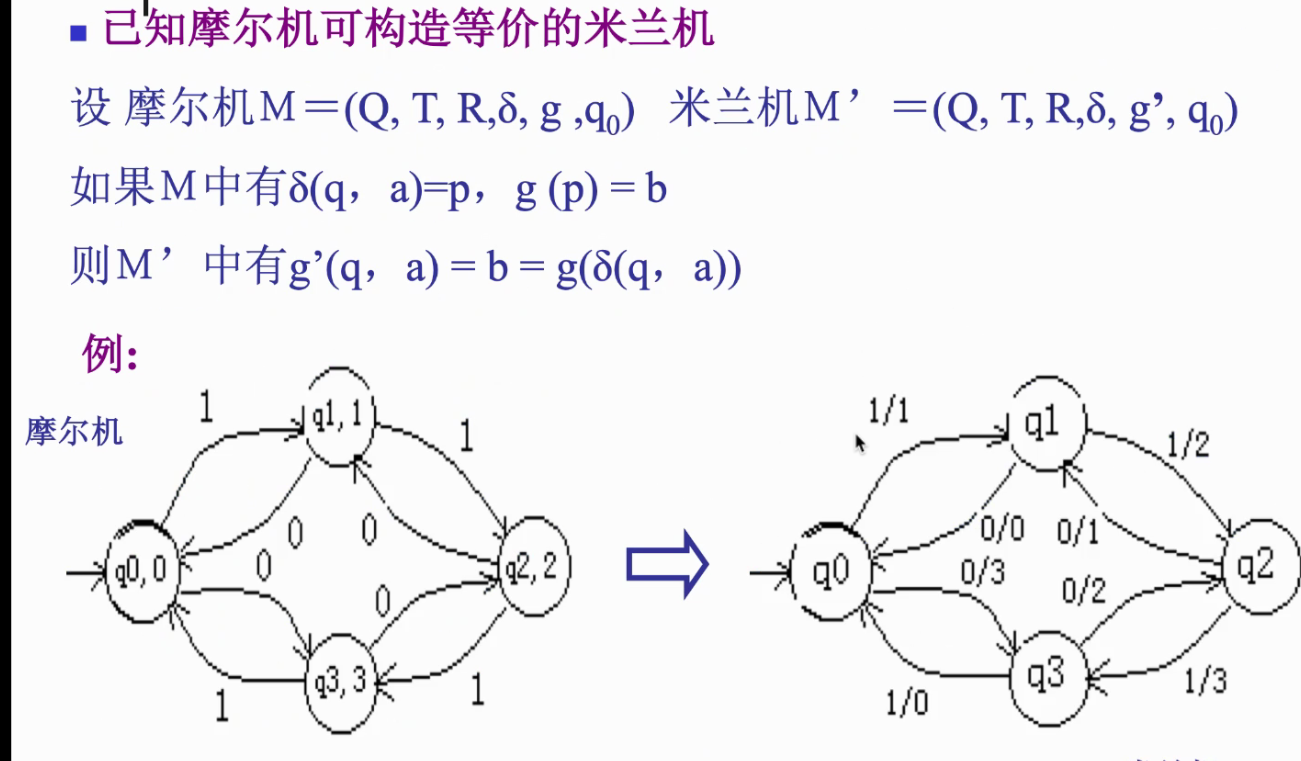 已知摩尔机可构造等价的米兰机
设 摩尔机M＝(Q, T, R,δ, g ,q0) 米兰机M’ ＝(Q, T, R,δ, g’, q0)
如果M中有δ(q， a)=p，g (p) = b
则M’ 中有g’(q， a) = b = g(δ(q， a))
例:
摩尔机
1
q1,1
1
0
0
q0,0
0
q2,2
0
q3,3
1
1
1/1
q1
1/2
0/0
0/1
q0
0/3
q2
0/2
q3
1/0
1/3